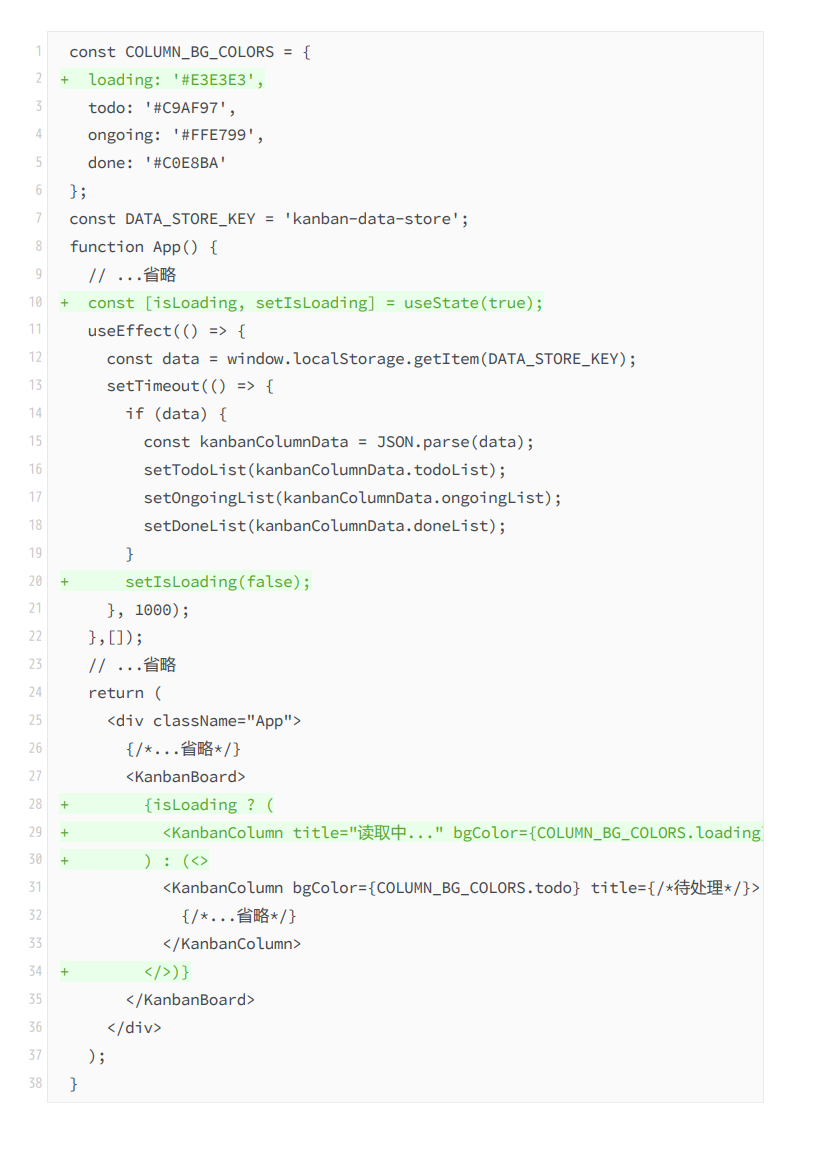 1 const COLUMN_BG_COLORS = {
2 +  loading: '#E3E3E3',
3   todo: '#C9AF97',
4   ongoing: '#FFE799',
5   done: '#C0E8BA'
6 };
7 const DATA_STORE_KEY = 'kanban-data-store';
8 function App() {
9   // ...省略
10 +  const [isLoading, setIsLoading] = useState(true);
11   useEffect(() => {
12     const data = window.localStorage.getItem(DATA_STORE_KEY);
13     setTimeout(() => {
14       if (data) {
15         const kanbanColumnData = JSON.parse(data);
16         setTodoList(kanbanColumnData.todoList);
17         setOngoingList(kanbanColumnData.ongoingList);
18         setDoneList(kanbanColumnData.doneList);
19       }
20 +      setIsLoading(false);
21     }, 1000);
22   },[]);
23   // ...省略
24   return (
25     <div className="App">
26       {/*...省略*/}
27       <KanbanBoard>
28 +        {isLoading ? (
29 +          <KanbanColumn title="读取中..." bgColor={COLUMN_BG_COLORS.loading}
30 +        ) : (<>
31           <KanbanColumn bgColor={COLUMN_BG_COLORS.todo} title={/*待处理*/}>
32             {/*...省略*/}
33           </KanbanColumn>
34 +        </>)}
35       </KanbanBoard>
36     </div>
37   );
38 }